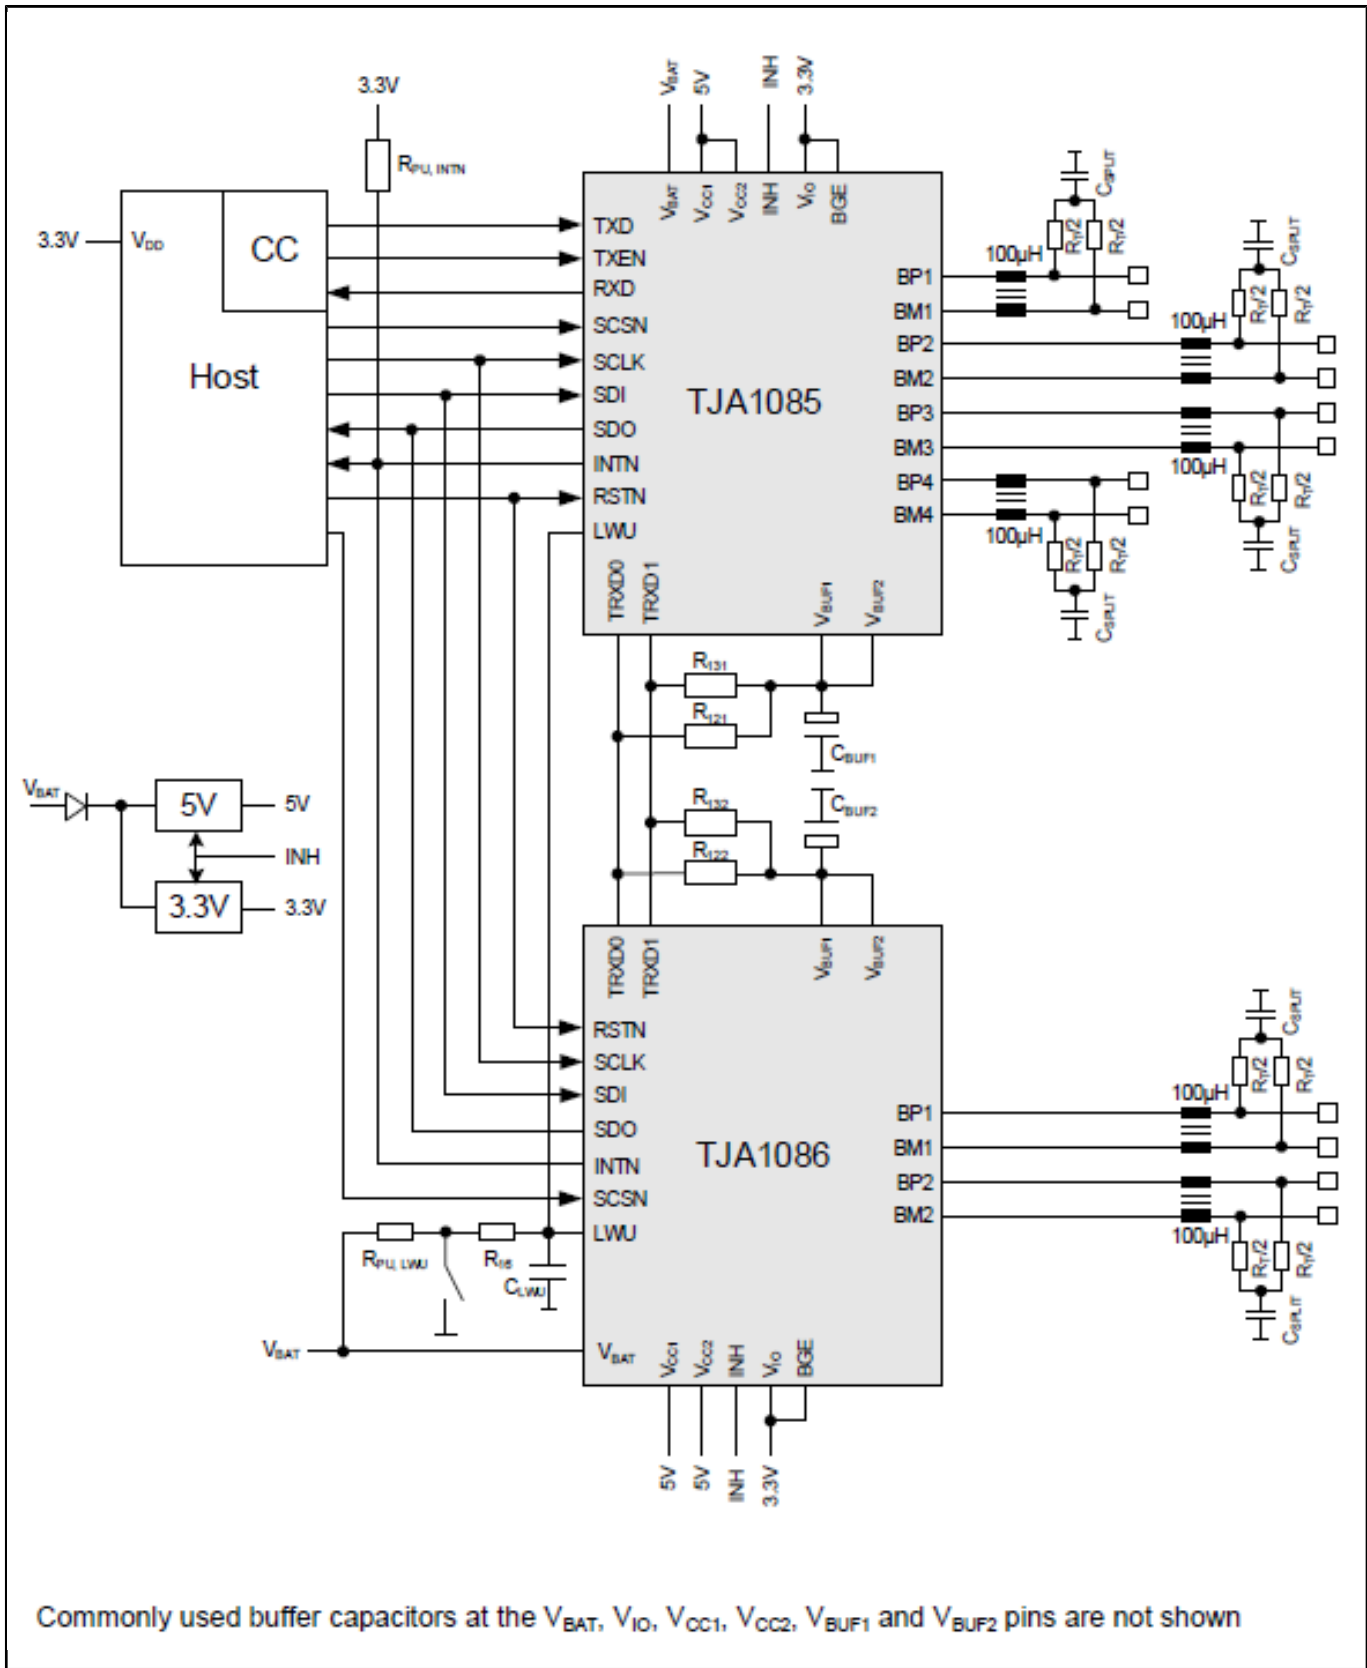 3.3V
R_PU, INTN
V_BAT
5V
INH
3.3V
V_BAT
V_CC1
V_CC2
INH
V_IO
BGE
3.3V
V_DD
CC
Host
TXD
TXEN
RXD
SCSN
SCLK
SDI
SDO
INTN
RSTN
LWU
TRXD0
TRXD1
TJA1085
V_BUF1
V_BUF2
BP1
BM1
BP2
BM2
BP3
BM3
BP4
BM4
100µH
R_T/2
R_T/2
C_SPLIT
100µH
R_T/2
R_T/2
C_SPLIT
100µH
R_T/2
R_T/2
C_SPLIT
100µH
R_T/2
R_T/2
C_SPLIT
R_131
R_121
C_BUF1
R_132
C_BUF2
R_122
V_BAT
5V
5V
INH
3.3V
3.3V
TRXD0
TRXD1
V_BUF1
V_BUF2
RSTN
SCLK
SDI
SDO
INTN
SCSN
LWU
TJA1086
BP1
BM1
BP2
BM2
100µH
R_T/2
R_T/2
C_SPLIT
100µH
R_T/2
R_T/2
C_SPLIT
R_PU, LWU
R_16
C_LWU
V_BAT
V_BAT
V_CC1
V_CC2
INH
V_IO
BGE
5V
5V
INH
3.3V
Commonly used buffer capacitors at the V_BAT, V_IO, V_CC1, V_CC2, V_BUF1 and V_BUF2 pins are not shown